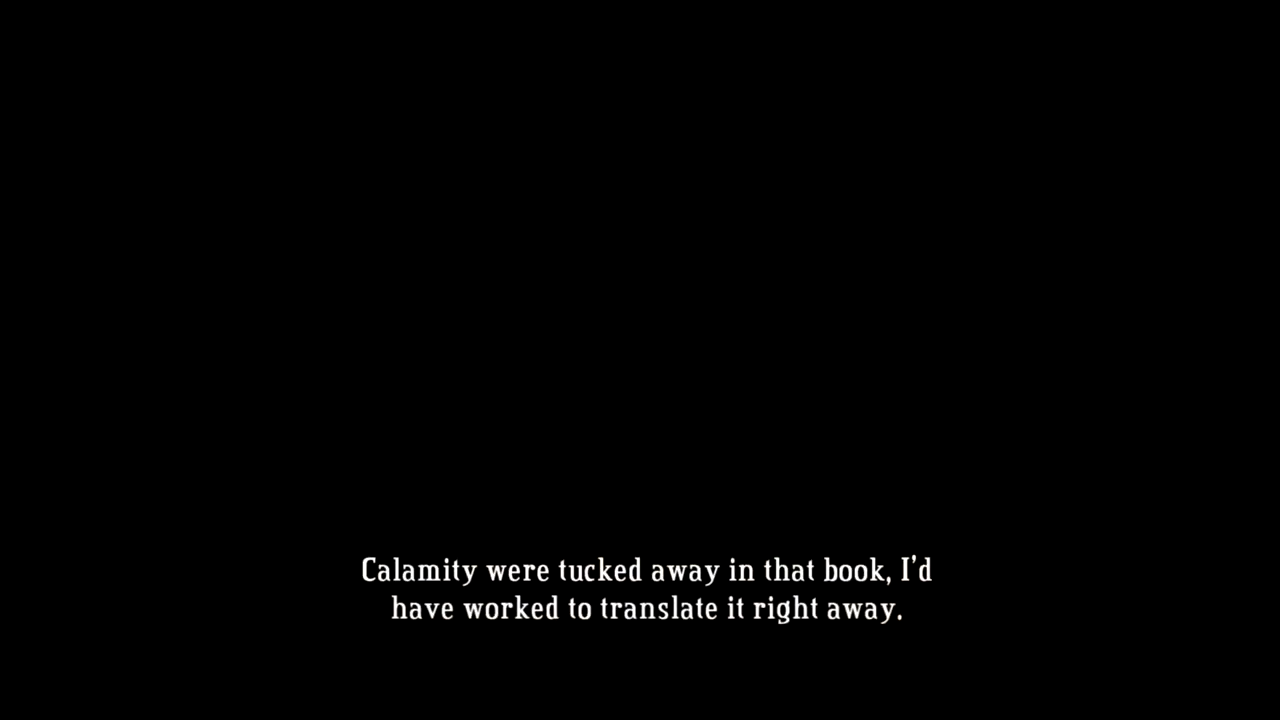 Calamity were tucked away in that book, I'd
have worked to translate it right away.